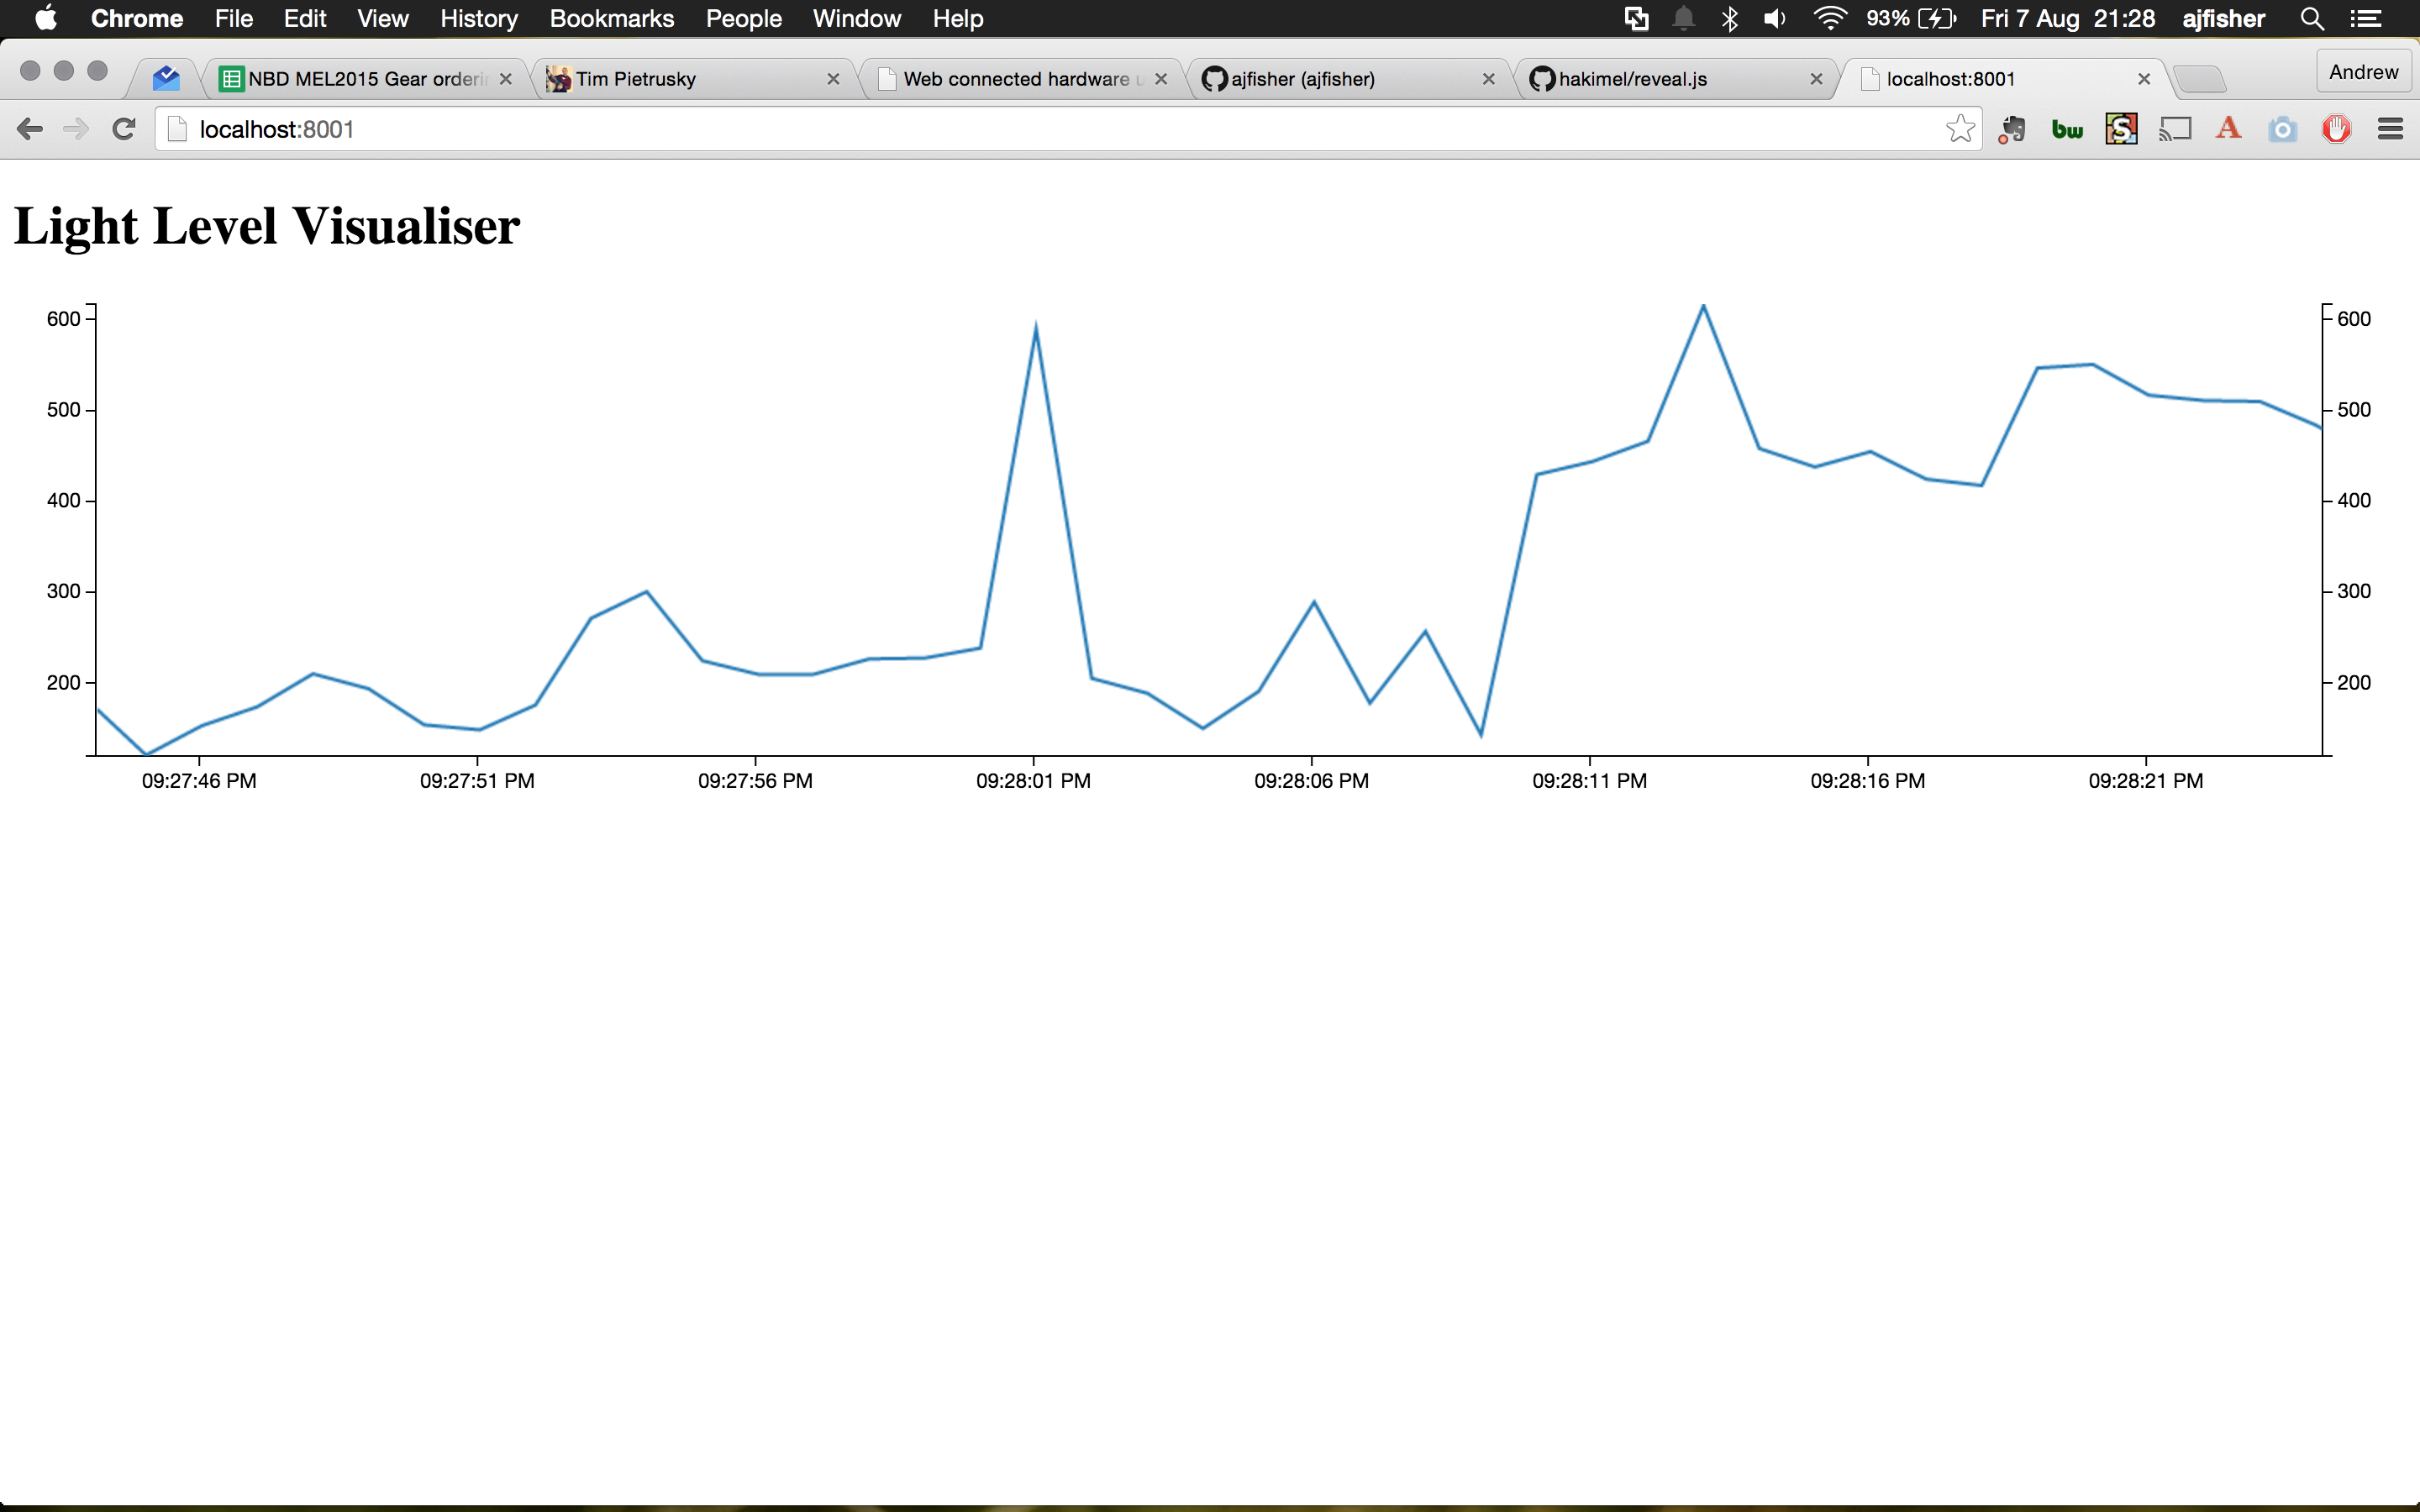 Chrome File Edit View History Bookmarks People Window Help 93% Fri 7 Aug 21:28 ajfisher
NBD MEL2015 Gear orderi Tim Pietrusky Web connected hardware u ajfisher (ajfisher) hakimel/reveal.js localhost:8001 Andrew
localhost:8001 bw S A
Light Level Visualiser
600 600
500 500
400 400
300 300
200 200
09:27:46 PM 09:27:51 PM 09:27:56 PM 09:28:01 PM 09:28:06 PM 09:28:11 PM 09:28:16 PM 09:28:21 PM